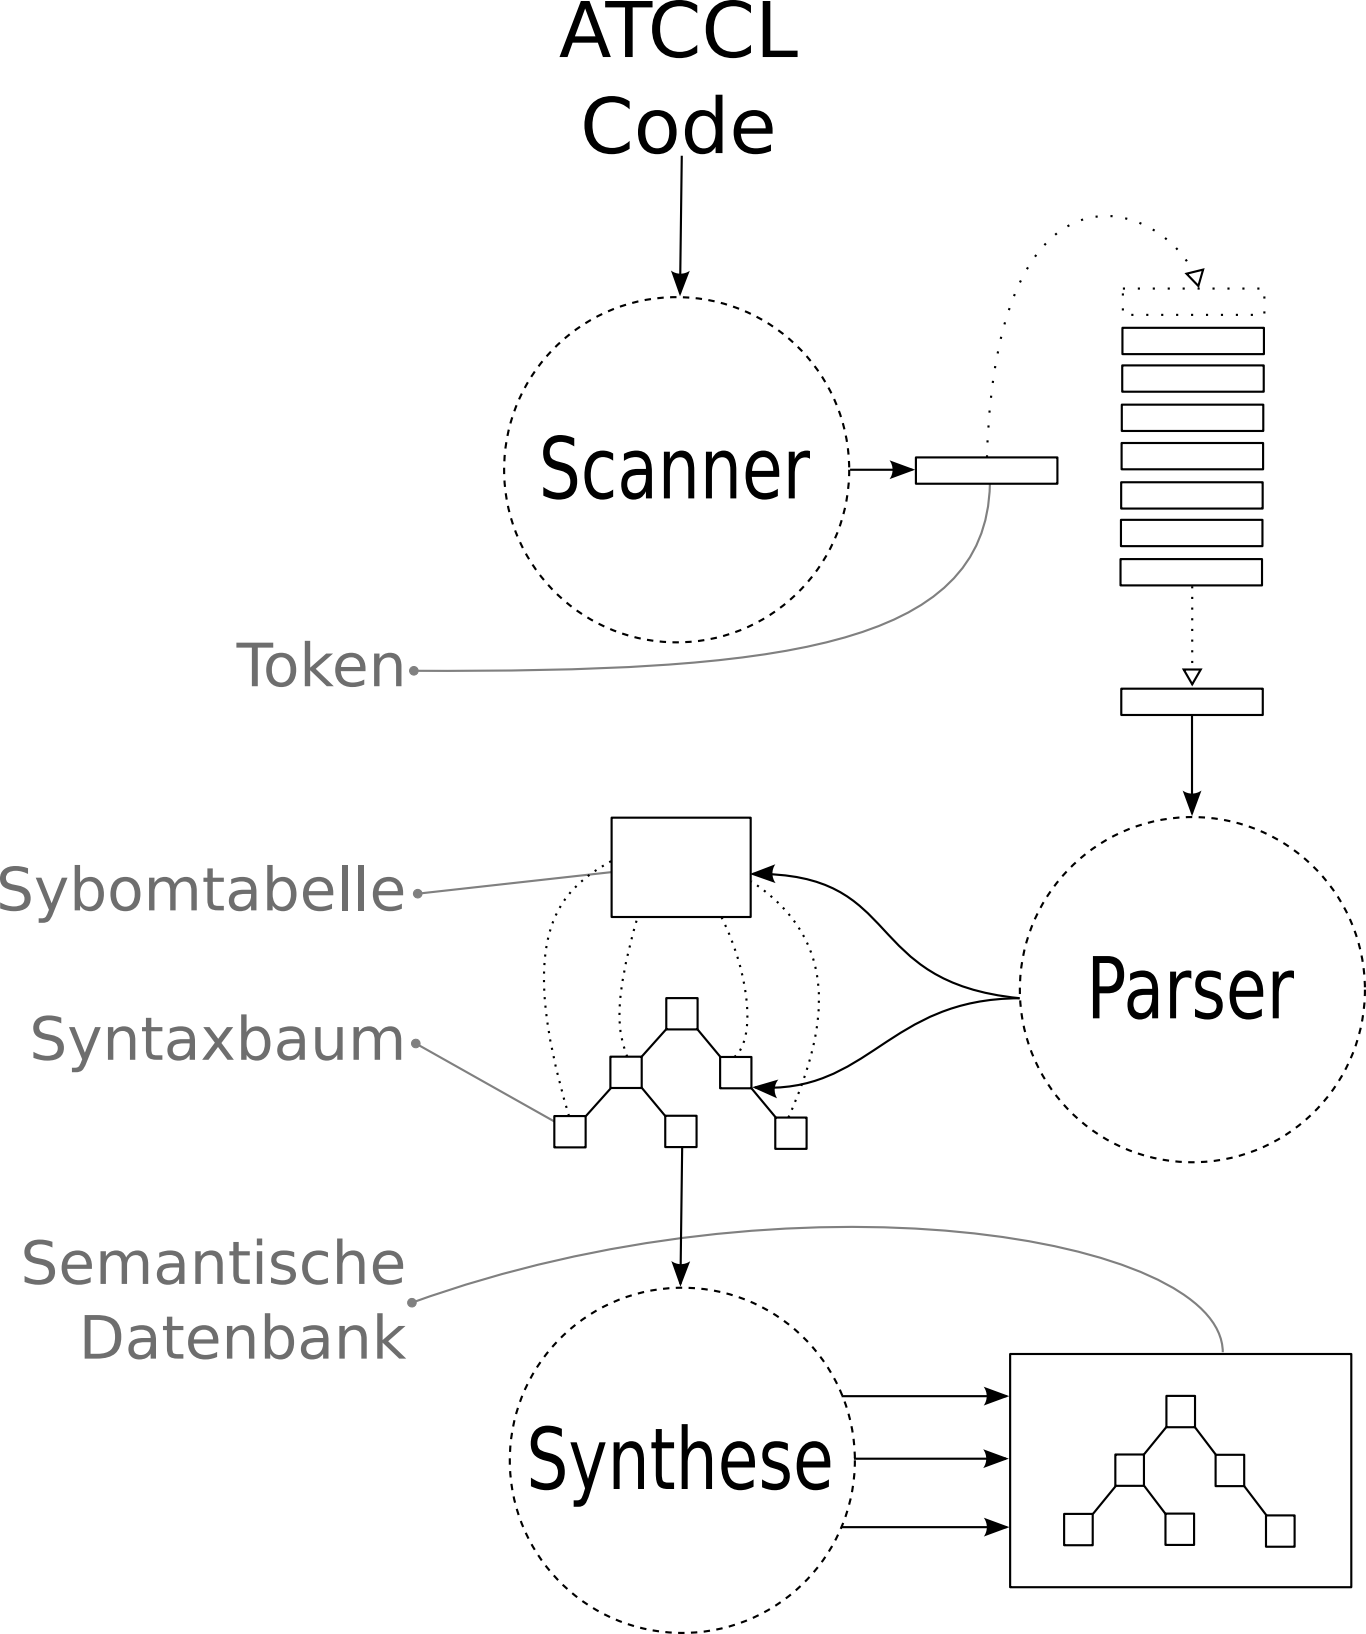 ATCCL
Code
Scanner
Token
Sybomtabelle
Parser
Syntaxbaum
Semantische
Datenbank
Synthese